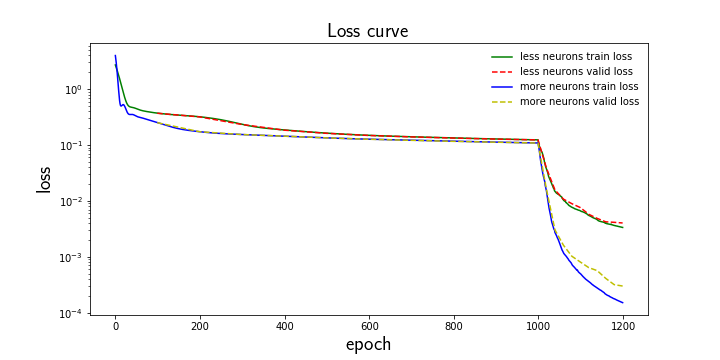 Loss curve
less neurons train loss
less neurons valid loss
more neurons train loss
more neurons valid loss
10⁰
10⁻¹
10⁻²
10⁻³
10⁻⁴
loss
0 200 400 600 800 1000 1200
epoch